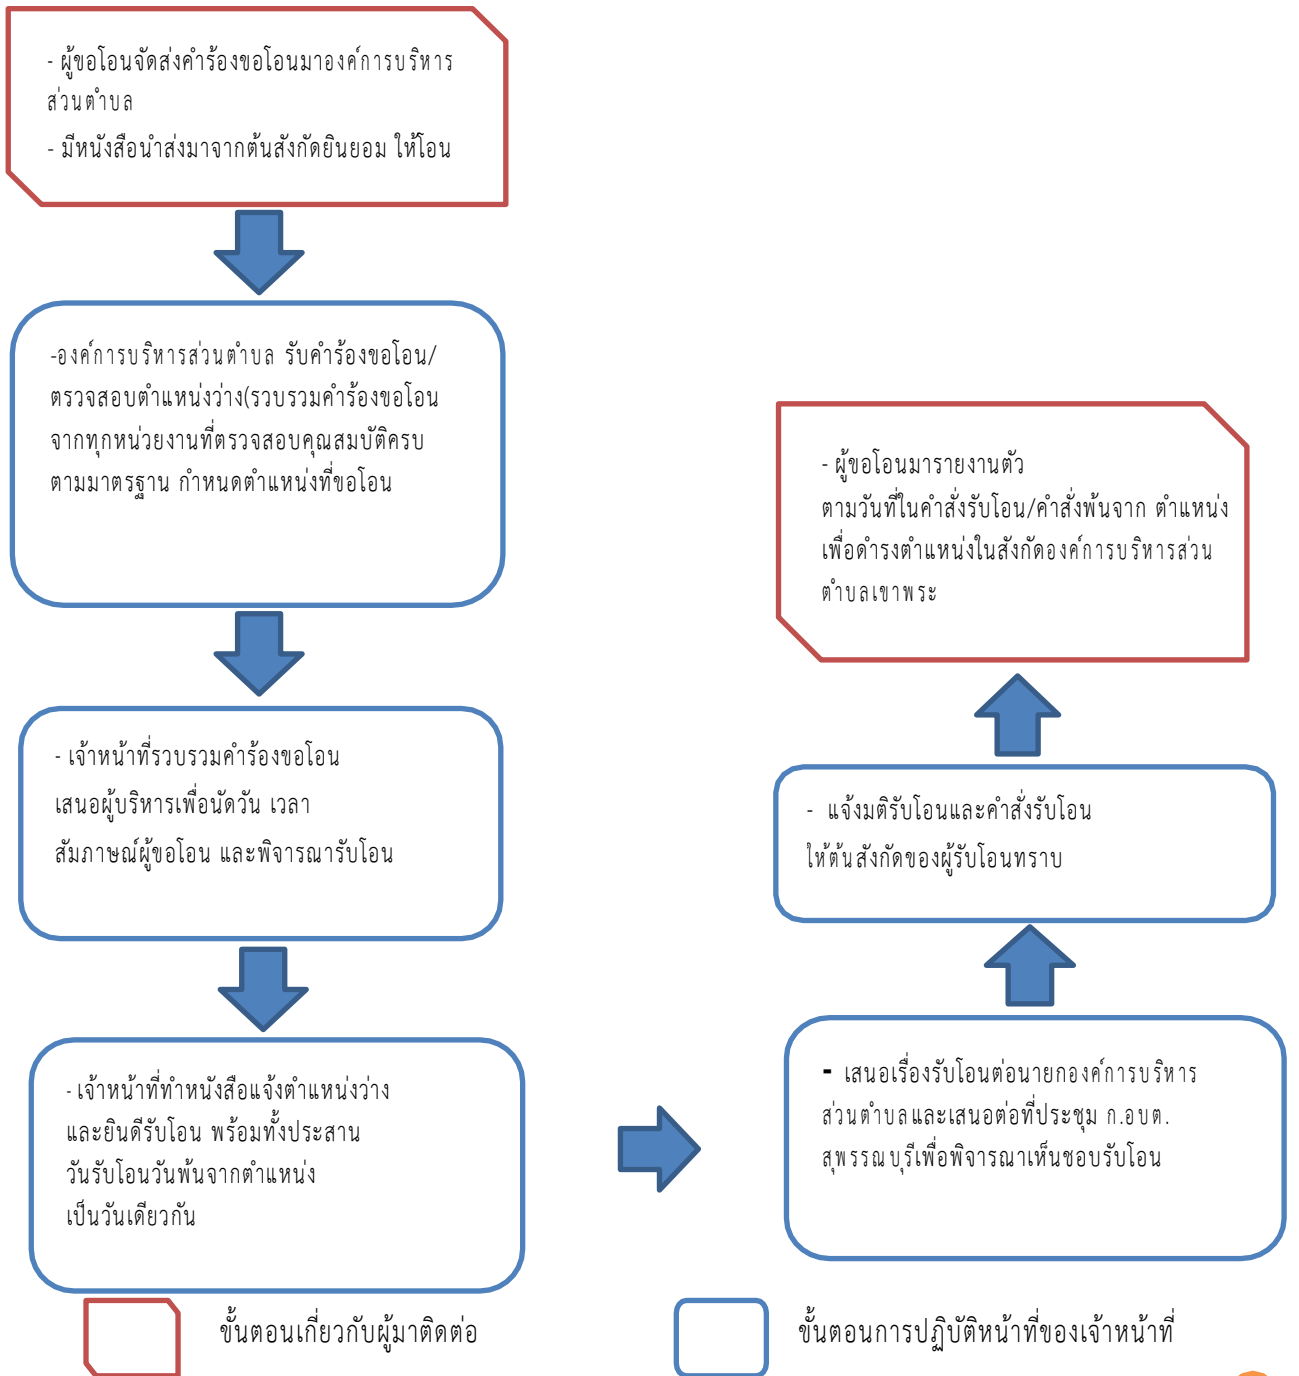 - ผู้ขอโอนจัดส่งคำร้องขอโอนมาองค์การบริหาร
ส่วนตำบล
- มีหนังสือนำส่งมาจากต้นสังกัดยินยอม ให้โอน
-องค์การบริหารส่วนตำบล รับคำร้องขอโอน/
ตรวจสอบตำแหน่งว่าง(รวบรวมคำร้องขอโอน
จากทุกหน่วยงานที่ตรวจสอบคุณสมบัติครบ
ตามมาตรฐาน กำหนดตำแหน่งที่ขอโอน
- เจ้าหน้าที่รวบรวมคำร้องขอโอน
เสนอผู้บริหารเพื่อนัดวัน เวลา
สัมภาษณ์ผู้ขอโอน และพิจารณารับโอน
- เจ้าหน้าที่ทำหนังสือแจ้งตำแหน่งว่าง
และยินดีรับโอน พร้อมทั้งประสาน
วันรับโอนวันพ้นจากตำแหน่ง
เป็นวันเดียวกัน
- เสนอเรื่องรับโอนต่อนายกองค์การบริหาร
ส่วนตำบลและเสนอต่อที่ประชุม ก.อบต.
สุพรรณบุรีเพื่อพิจารณาเห็นชอบรับโอน
- แจ้งมติรับโอนและคำสั่งรับโอน
ให้ต้นสังกัดของผู้รับโอนทราบ
- ผู้ขอโอนมารายงานตัว
ตามวันที่ในคำสั่งรับโอน/คำสั่งพ้นจาก ตำแหน่ง
เพื่อดำรงตำแหน่งในสังกัดองค์การบริหารส่วน
ตำบลเขาพระ
ขั้นตอนเกี่ยวกับผู้มาติดต่อ
ขั้นตอนการปฏิบัติหน้าที่ของเจ้าหน้าที่